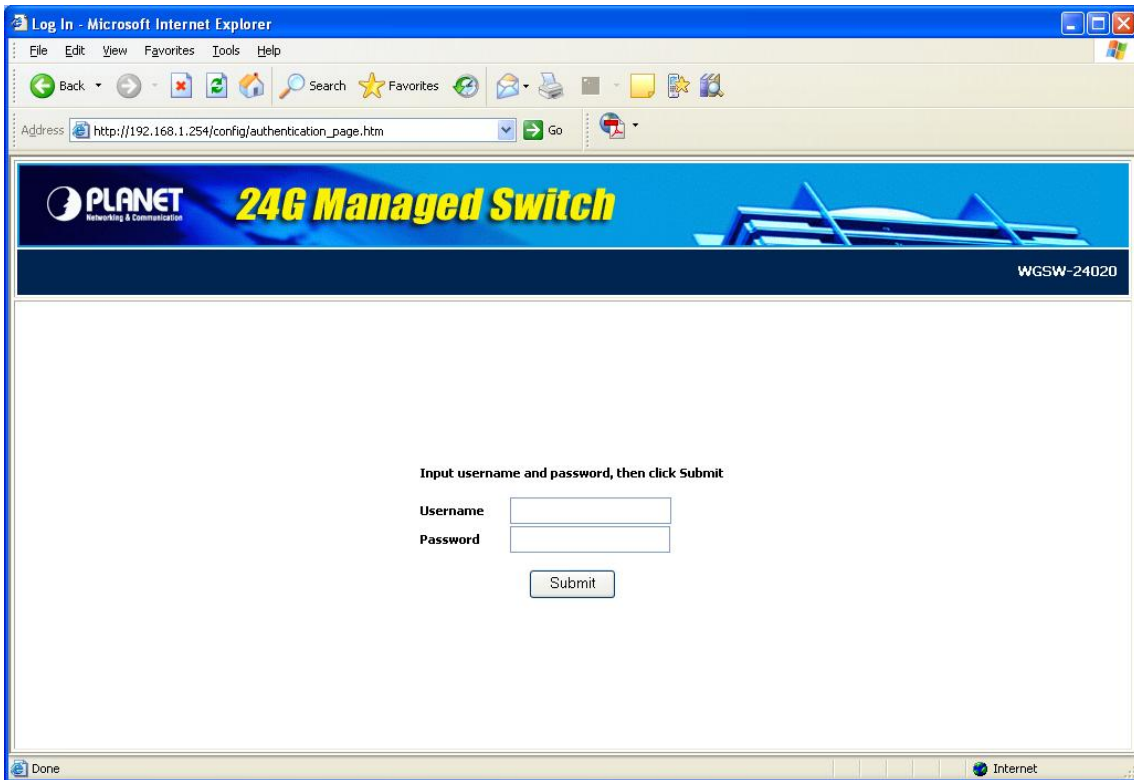 Log In - Microsoft Internet Explorer
File Edit View Favorites Tools Help
Back Search Favorites
Address http://192.168.1.254/config/authentication_page.htm Go
PLANET
Networking & Communication
24G Managed Switch
WGSW-24020
Input username and password, then click Submit
Username
Password
Submit
Done Internet